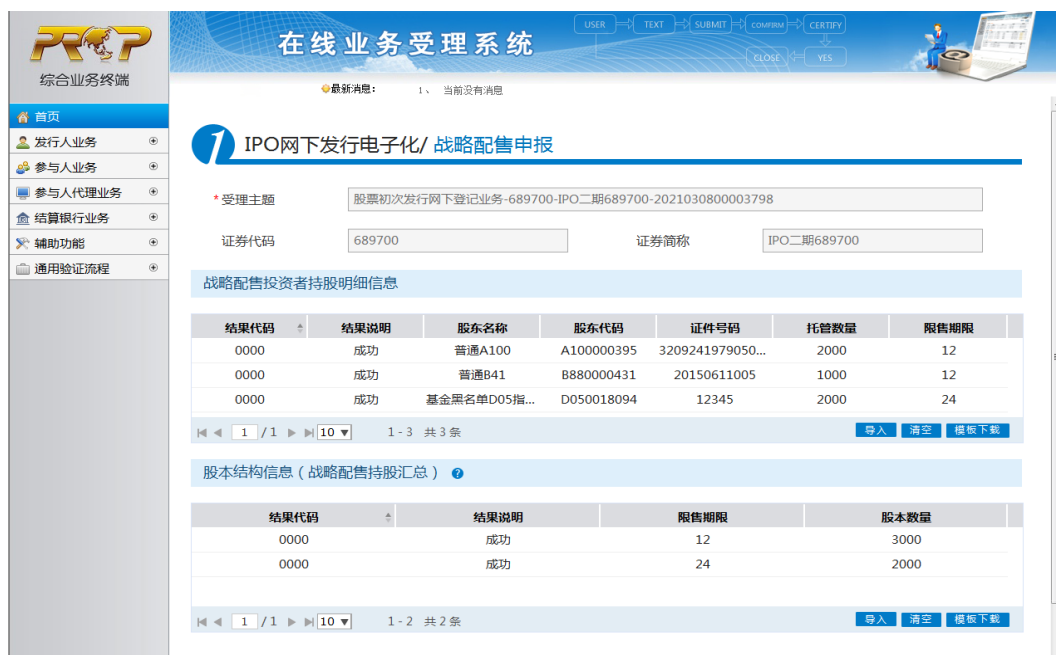 PROP
综合业务终端
在线业务受理系统
USER TEXT SUBMIT COMFIRM CERTIFY
CLOSE YES
最新消息： 1、 当前没有消息
首页
发行人业务
参与人业务
参与人代理业务
结算银行业务
辅助功能
通用验证流程
1 IPO网下发行电子化/ 战略配售申报
*受理主题 股票初次发行网下登记业务-689700-IPO二期689700-2021030800003798
证券代码 689700 证券简称 IPO二期689700
战略配售投资者持股明细信息
结果代码 结果说明 股东名称 股东代码 证件号码 托管数量 限售期限
0000 成功 普通A100 A100000395 3209241979050... 2000 12
0000 成功 普通B41 B880000431 20150611005 1000 12
0000 成功 基金黑名单D05指... D050018094 12345 2000 24
1 /1 10 1-3 共3条 导入 清空 模板下载
股本结构信息（战略配售持股汇总） ?
结果代码 结果说明 限售期限 股本数量
0000 成功 12 3000
0000 成功 24 2000
1 /1 10 1-2 共2条 导入 清空 模板下载